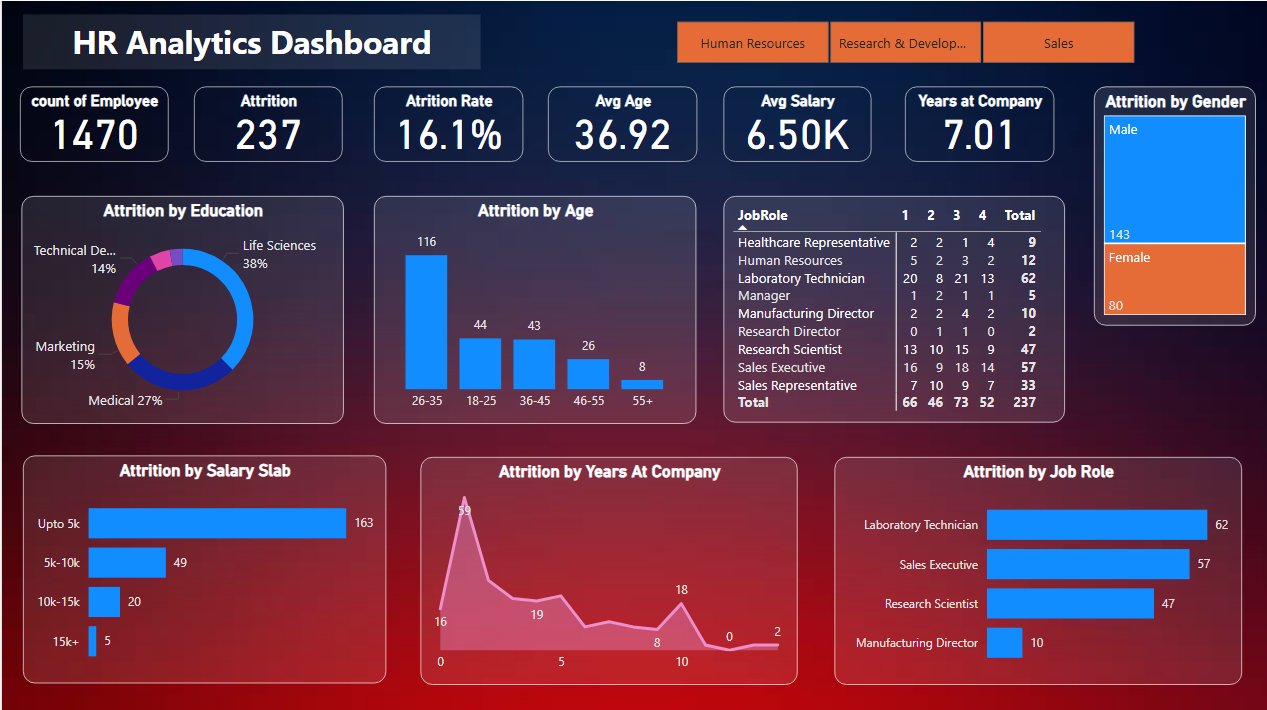 HR Analytics Dashboard
Human Resources
Research & Develop...
Sales
count of Employee
1470
Attrition
237
Atrition Rate
16.1%
Avg Age
36.92
Avg Salary
6.50K
Years at Company
7.01
Attrition by Gender
Male
143
Female
80
Attrition by Education
Technical De...
14%
Life Sciences
38%
Marketing
15%
Medical 27%
Attrition by Age
116
44
43
26
8
26-35 18-25 36-45 46-55 55+
JobRole 1 2 3 4 Total
Healthcare Representative 2 2 1 4 9
Human Resources 5 2 3 2 12
Laboratory Technician 20 8 21 13 62
Manager 1 2 1 1 5
Manufacturing Director 2 2 4 2 10
Research Director 0 1 1 0 2
Research Scientist 13 10 15 9 47
Sales Executive 16 9 18 14 57
Sales Representative 7 10 9 7 33
Total 66 46 73 52 237
Attrition by Salary Slab
Upto 5k 163
5k-10k 49
10k-15k 20
15k+ 5
Attrition by Years At Company
59
16
19
18
8
0
2
0 5 10
Attrition by Job Role
Laboratory Technician 62
Sales Executive 57
Research Scientist 47
Manufacturing Director 10